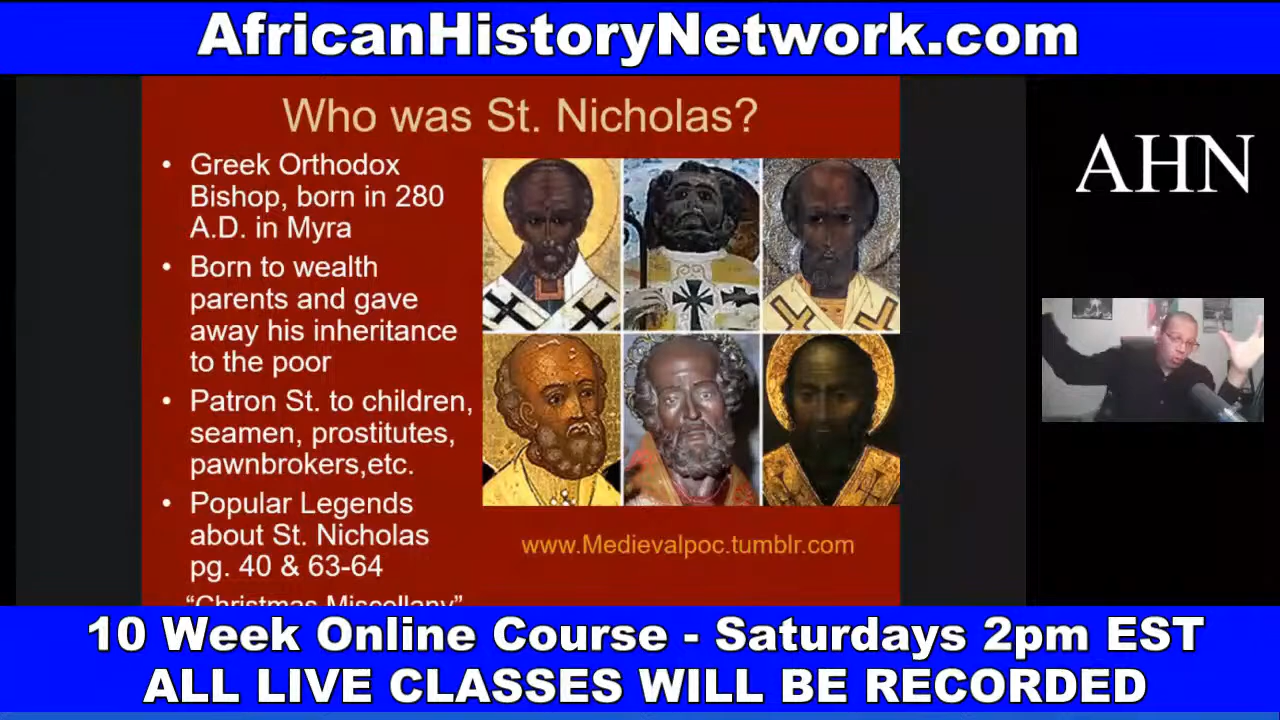 AfricanHistoryNetwork.com
Who was St. Nicholas?
AHN
• Greek Orthodox
Bishop, born in 280
A.D. in Myra
• Born to wealth
parents and gave
away his inheritance
to the poor
• Patron St. to children,
seamen, prostitutes,
pawnbrokers,etc.
• Popular Legends
about St. Nicholas
pg. 40 & 63-64
“Christmas Miscellany”
www.Medievalpoc.tumblr.com
10 Week Online Course - Saturdays 2pm EST
ALL LIVE CLASSES WILL BE RECORDED